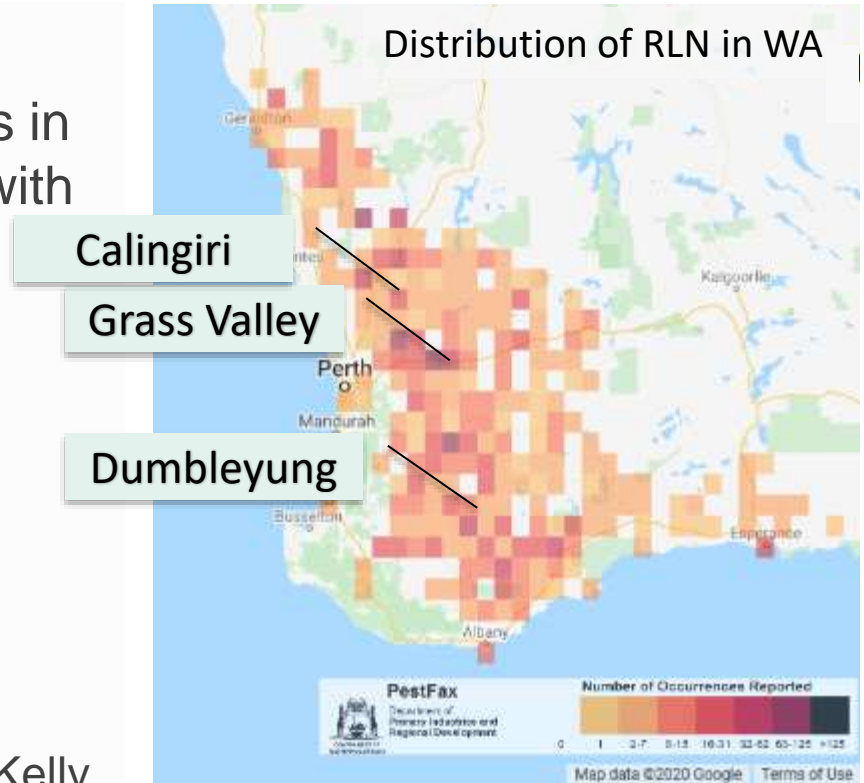 Distribution of RLN in WA
s in
with
Geraldton
Calingiri
Kalgoorlie
Grass Valley
Perth
Mandurah
Dumbleyung
Busselton
Esperance
Albany
PestFax
Department of
Primary Industries and
Regional Development
Number of Occurrences Reported
0 1 2-7 8-15 16-31 32-62 63-125 >125
Kelly
Map data ©2020 Google Terms of Use